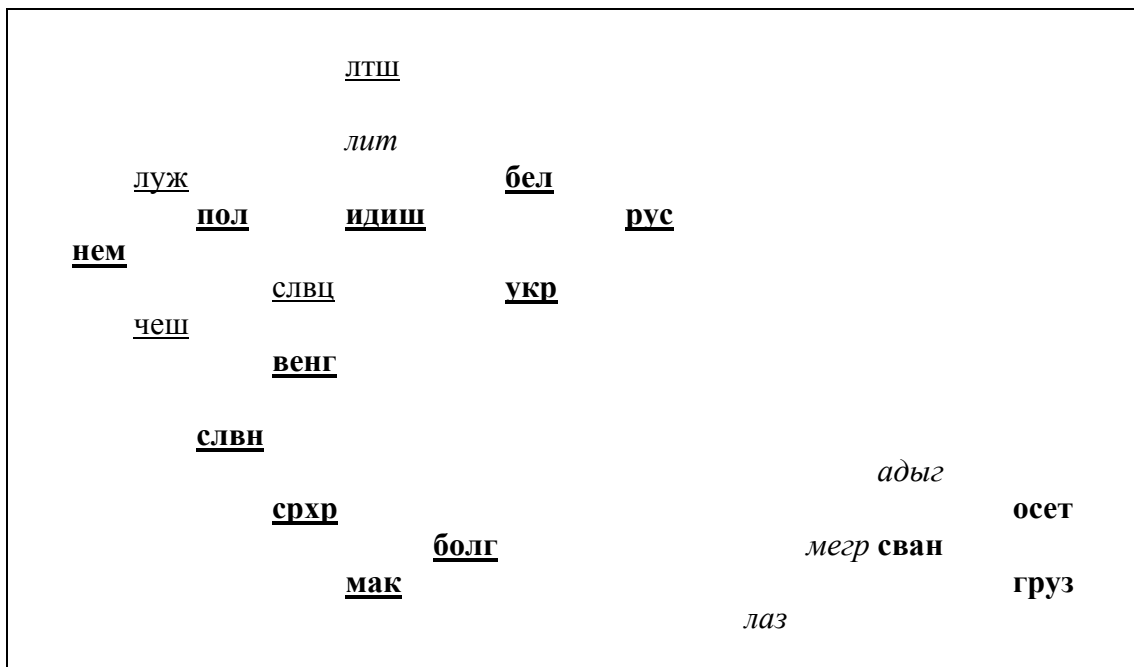 лтш
лит
луж бел
пол идиш рус
нем
слвц укр
чеш
венг
слвн
адыг
срхр осет
болг мегр сван
мак груз
лаз